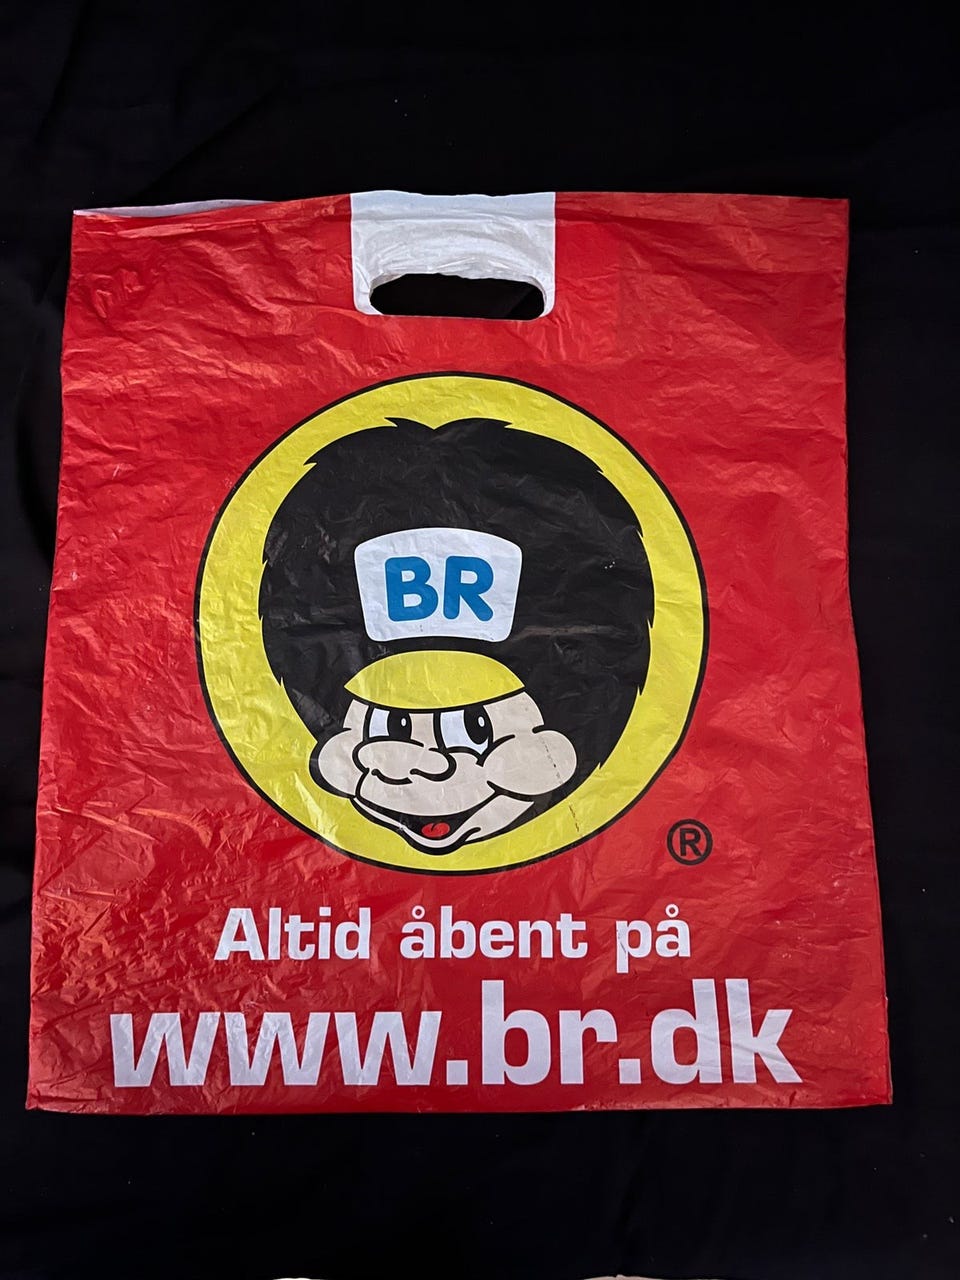 BR
®
Altid åbent på
www.br.dk